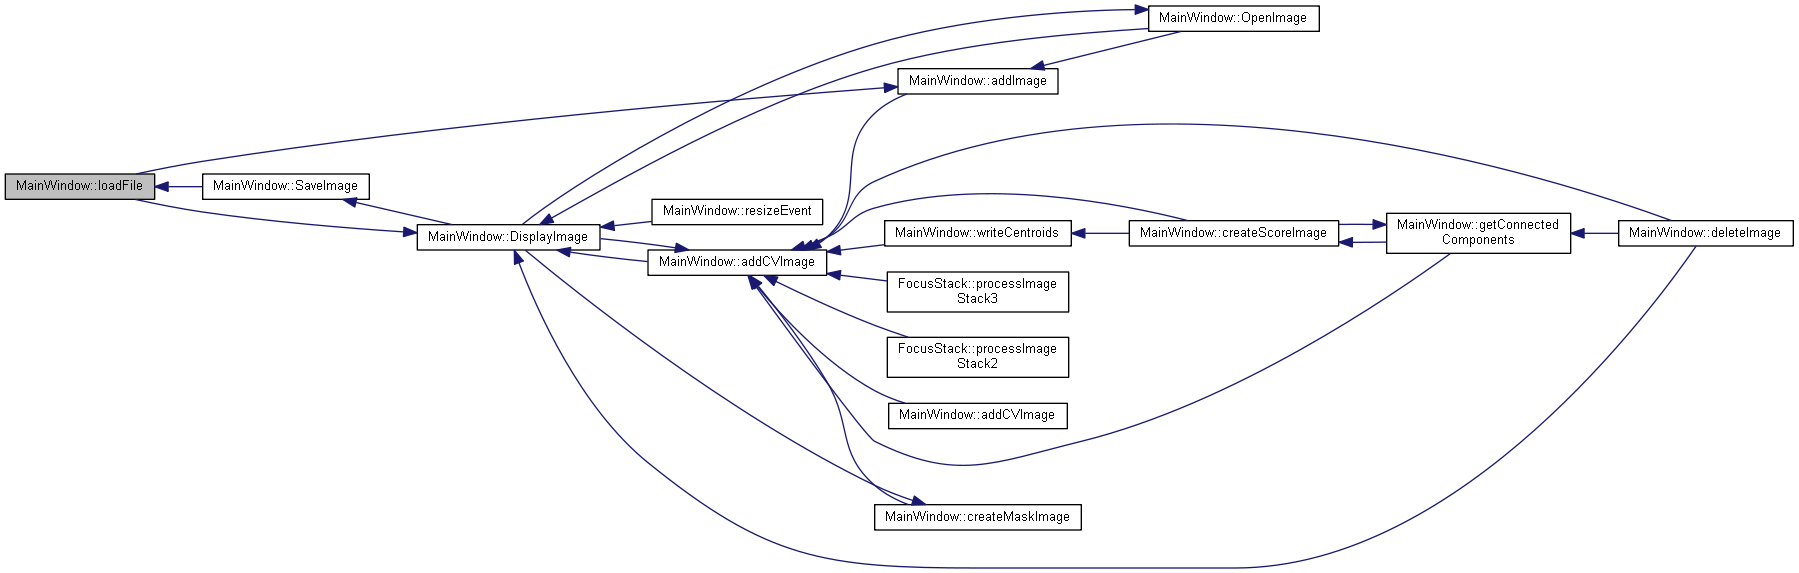 MainWindow::OpenImage
MainWindow::addImage
MainWindow::loadFile
MainWindow::SaveImage
MainWindow::resizeEvent
MainWindow::DisplayImage
MainWindow::addCVImage
MainWindow::writeCentroids
MainWindow::createScoreImage
MainWindow::getConnected
Components
MainWindow::deleteImage
FocusStack::processImage
Stack3
FocusStack::processImage
Stack2
MainWindow::addCVImage
MainWindow::createMaskImage